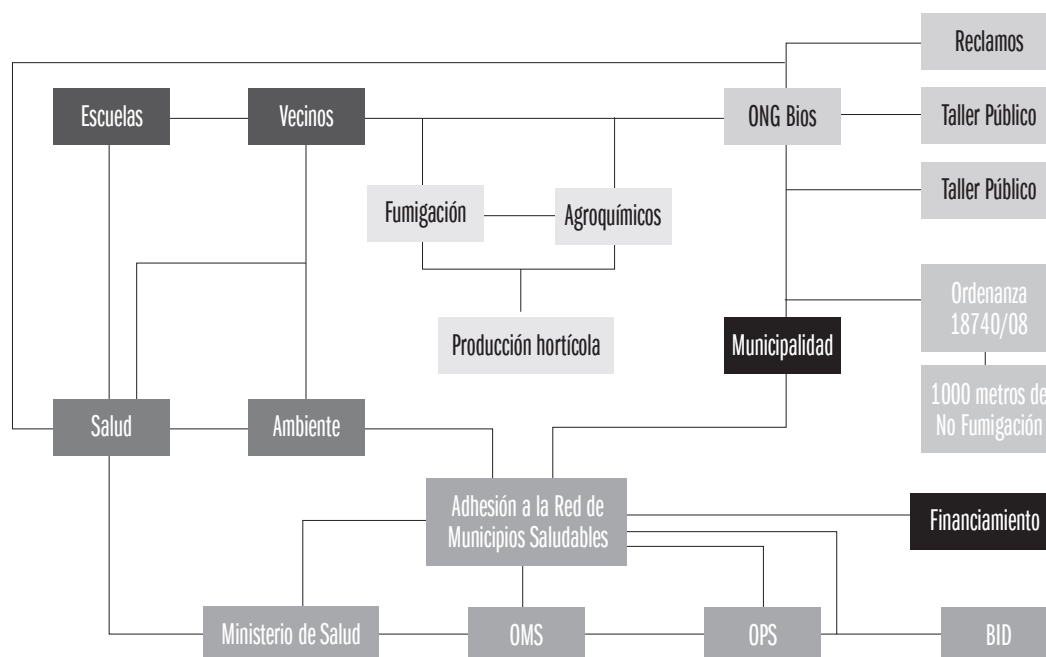 Reclamos
Escuelas
Vecinos
ONG Bios
Taller Público
Taller Público
Fumigación
Agroquímicos
Ordenanza
18740/08
Producción hortícola
Municipalidad
1000 metros de
No Fumigación
Salud
Ambiente
Adhesión a la Red de
Municipios Saludables
Financiamiento
Ministerio de Salud
OMS
OPS
BID